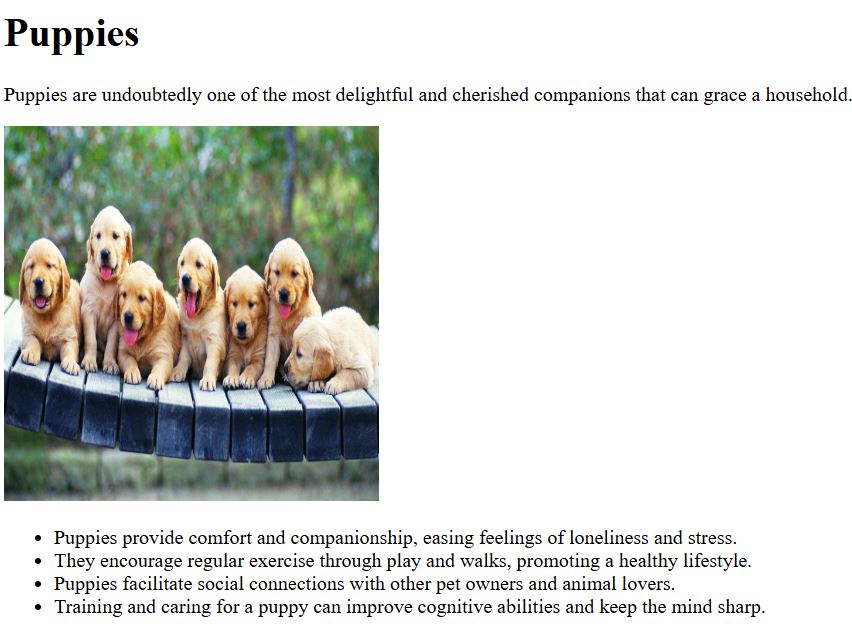 Puppies
Puppies are undoubtedly one of the most delightful and cherished companions that can grace a household.
• Puppies provide comfort and companionship, easing feelings of loneliness and stress.
• They encourage regular exercise through play and walks, promoting a healthy lifestyle.
• Puppies facilitate social connections with other pet owners and animal lovers.
• Training and caring for a puppy can improve cognitive abilities and keep the mind sharp.